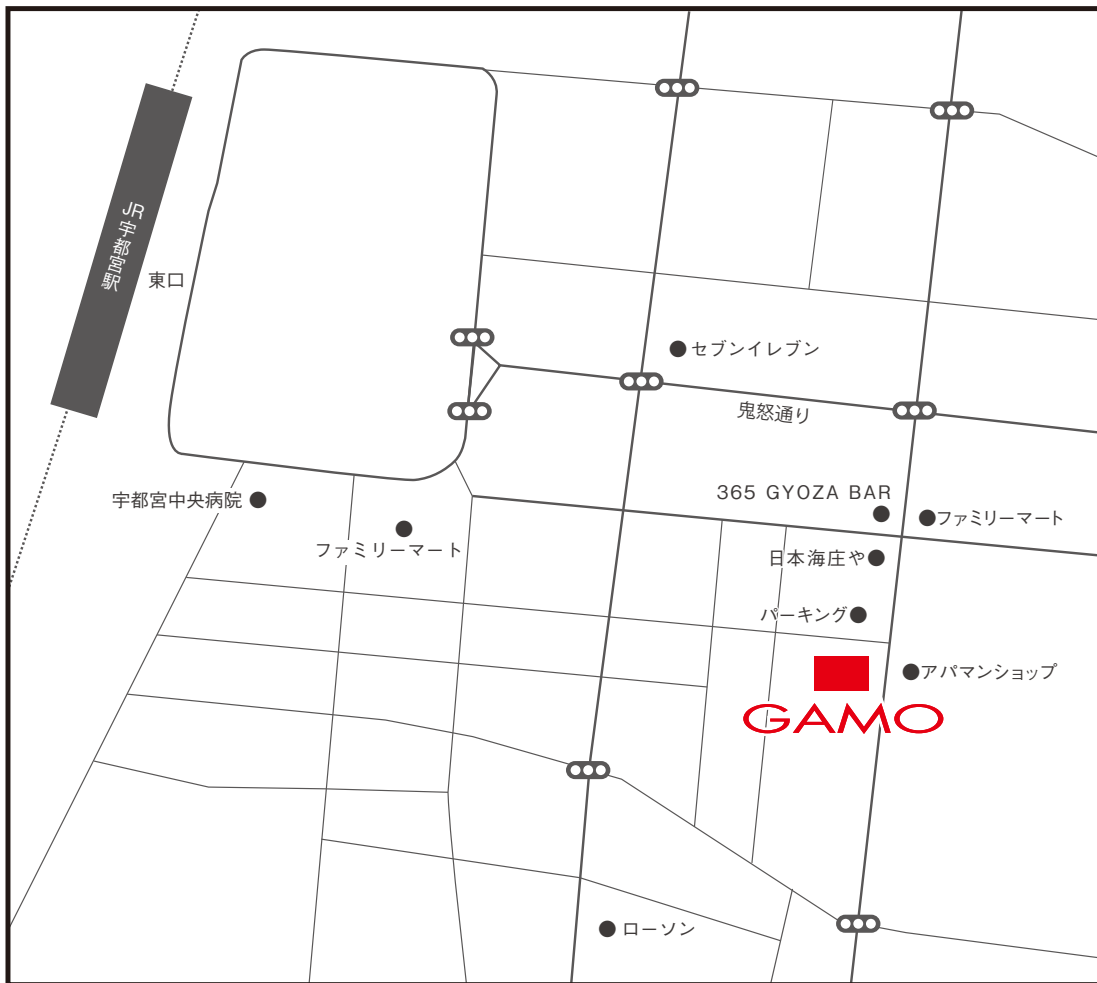 JR宇都宮駅
東口
セブンイレブン
鬼怒通り
宇都宮中央病院
365 GYOZA BAR
ファミリーマート
ファミリーマート
日本海庄や
パーキング
アパマンショップ
GAMO
ローソン